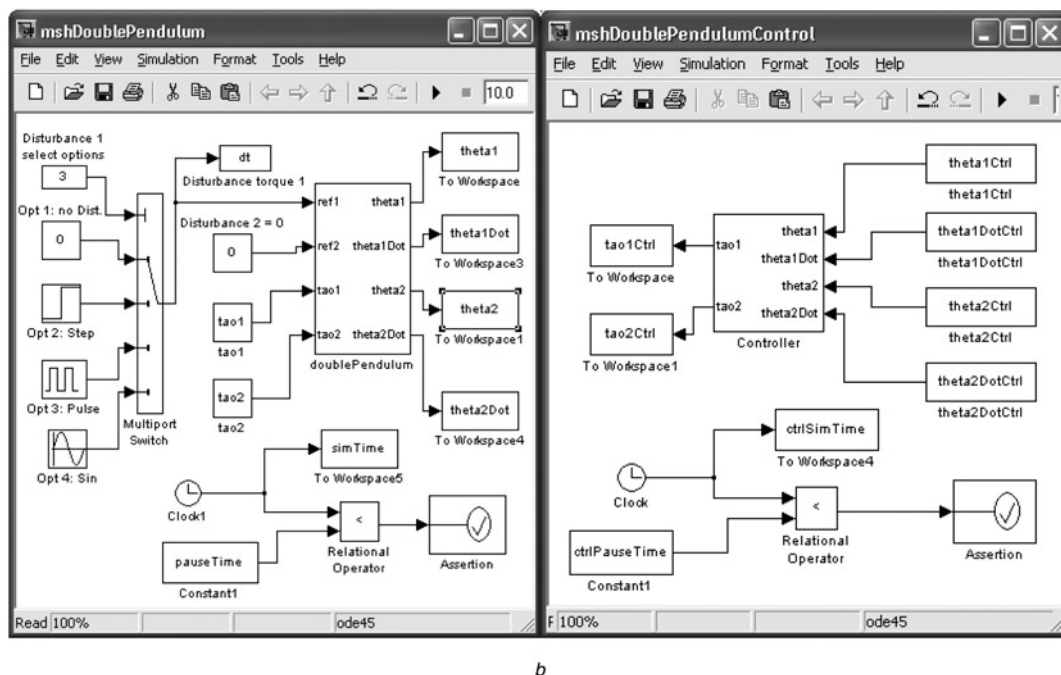 mshDoublePendulum
File Edit View Simulation Format Tools Help
10.0
Disturbance 1
select options
3
Opt 1: no Dist.
0
Opt 2: Step
Opt 3: Pulse
Opt 4: Sin
Multiport
Switch
dt
Disturbance torque 1
Disturbance 2 = 0
0
tao1
tao1
tao2
tao2
ref1
ref2
tao1
tao2
theta1
theta1Dot
theta2
theta2Dot
doublePendulum
theta1
To Workspace
theta1Dot
To Workspace3
theta2
To Workspace1
theta2Dot
To Workspace4
simTime
To Workspace5
Clock1
pauseTime
Constant1
<
Relational
Operator
Assertion
Read 100% ode45
mshDoublePendulumControl
File Edit View Simulation Format Tools Help
tao1Ctrl
To Workspace
tao2Ctrl
To Workspace1
tao1
tao2
theta1
theta1Dot
theta2
theta2Dot
Controller
theta1Ctrl
theta1Ctrl
theta1DotCtrl
theta1DotCtrl
theta2Ctrl
theta2Ctrl
theta2DotCtrl
theta2DotCtrl
ctrlSimTime
To Workspace4
Clock
ctrlPauseTime
Constant1
<
Relational
Operator
Assertion
F 100% ode45
b